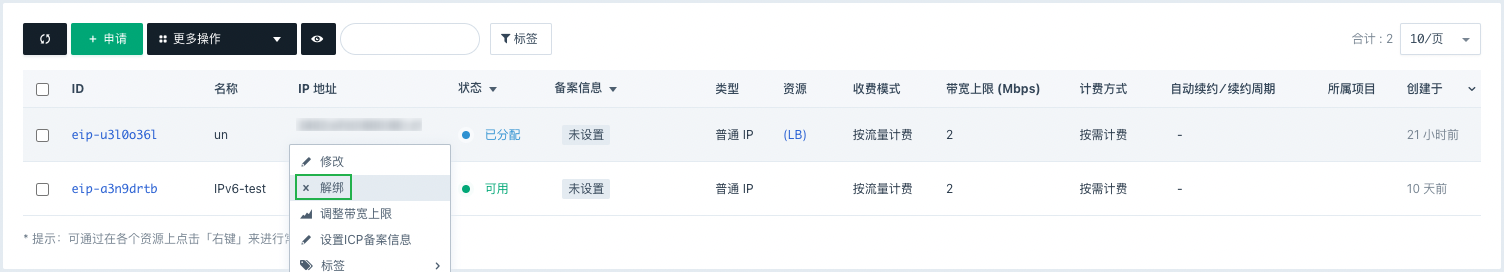 + 申请 更多操作 标签 合计 : 2 10/页
ID 名称 IP 地址 状态 备案信息 类型 资源 收费模式 带宽上限 (Mbps) 计费方式 自动续约/续约周期 所属项目 创建于
eip-u3l0o36l un 已分配 未设置 普通 IP (LB) 按流量计费 2 按需计费 - 21 小时前
修改
x 解绑
eip-a3n9drtb IPv6-test 可用 未设置 普通 IP 按流量计费 2 按需计费 - 10 天前
调整带宽上限
* 提示：可通过在各个资源上点击「右键」来进行
设置ICP备案信息
标签